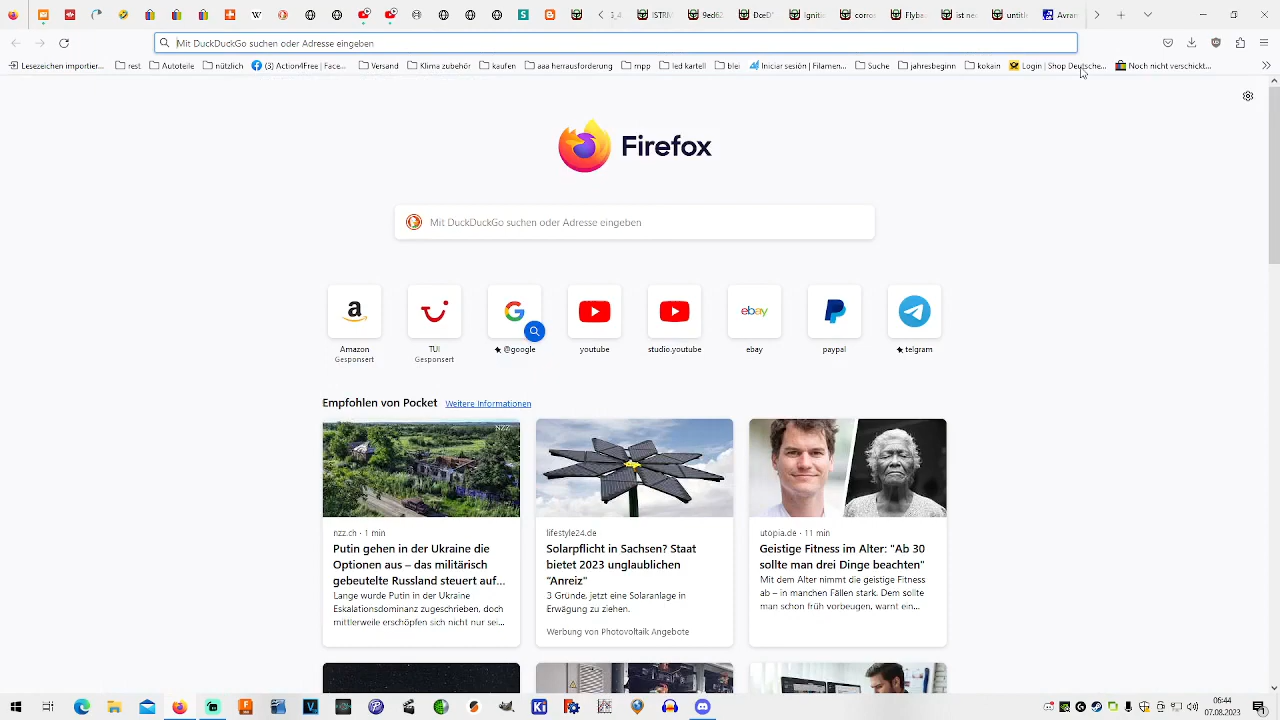 Mit DuckDuckGo suchen oder Adresse eingeben
Lesezeichen importier... rest Autoteile nützlich (3) Action4Free | Face... Versand Klima zubehör kaufen aaa herrausforderung mpp led kartell blei Iniciar sesión | Filamen... Suche jahresbeginn kokain Login | Shop Deutsche... Noch nicht verschickt...
Firefox
Mit DuckDuckGo suchen oder Adresse eingeben
Amazon
Gesponsert
TUI
Gesponsert
@google
youtube
studio.youtube
ebay
ebay
paypal
telgram
Empfohlen von Pocket Weitere Informationen
NZZ
nzz.ch · 1 min
Putin gehen in der Ukraine die
Optionen aus – das militärisch
gebeutelte Russland steuert auf...
Lange wurde Putin in der Ukraine
Eskalationsdominanz zugeschrieben, doch
mittlerweile erschöpfen sich nicht nur sei...
lifestyle24.de
Solarpflicht in Sachsen? Staat
bietet 2023 unglaublichen
"Anreiz"
3 Gründe, jetzt eine Solaranlage in
Erwägung zu ziehen.
Werbung von Photovoltaik Angebote
utopia.de · 11 min
Geistige Fitness im Alter: "Ab 30
sollte man drei Dinge beachten"
Mit dem Alter nimmt die geistige Fitness
ab – in manchen Fällen stark. Dem sollte
man schon früh vorbeugen, warnt ein...
06:44
07.06.2023